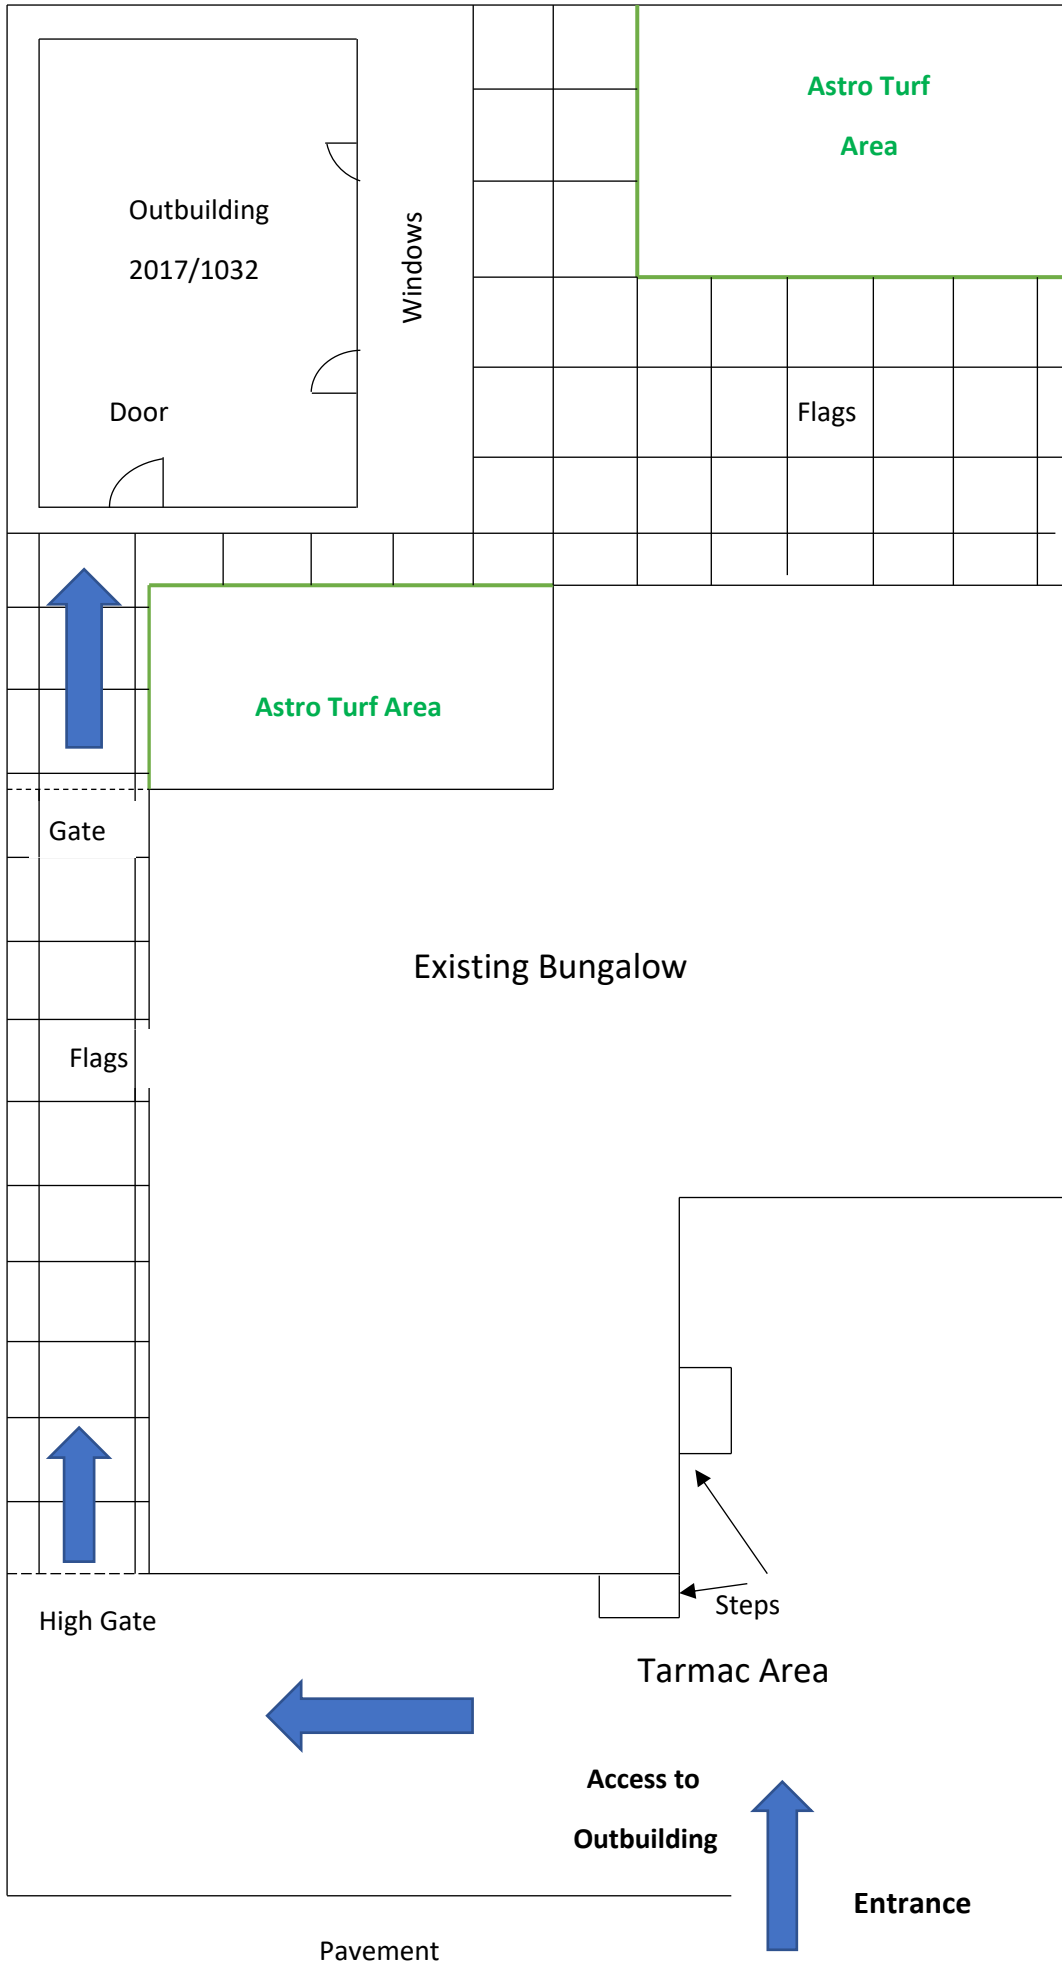 Astro Turf
Area
Outbuilding
2017/1032
Windows
Door
Flags
Astro Turf Area
Gate
Existing Bungalow
Flags
Steps
High Gate
Tarmac Area
Access to
Outbuilding
Entrance
Pavement